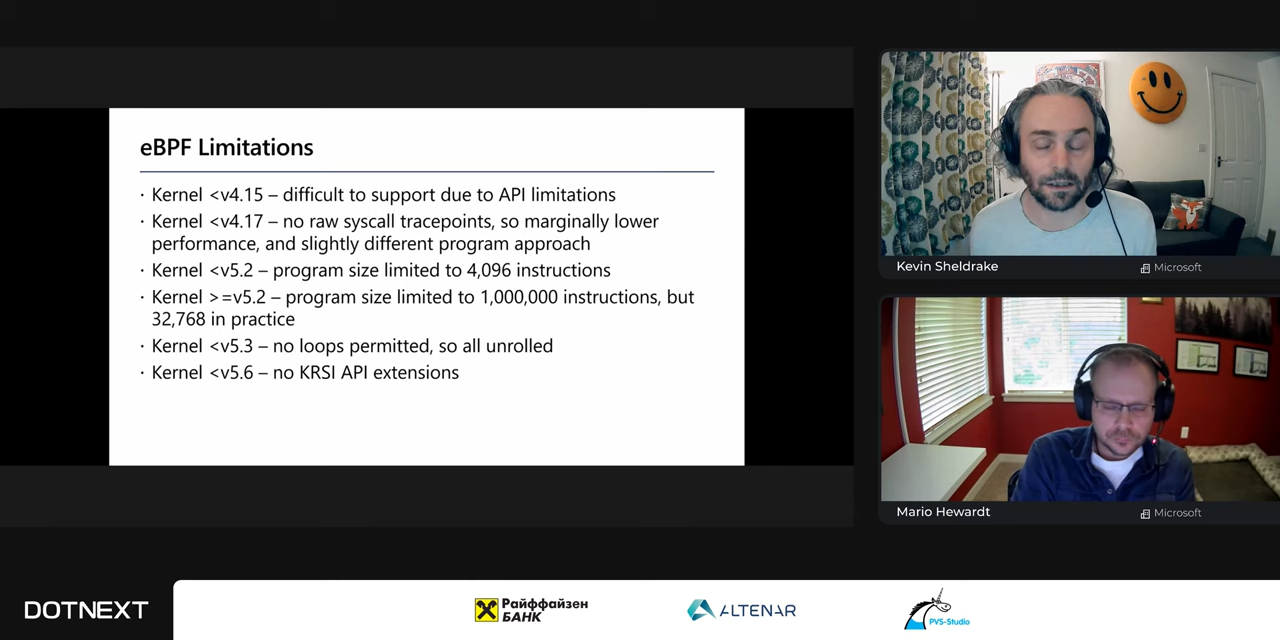 eBPF Limitations
· Kernel <v4.15 – difficult to support due to API limitations
· Kernel <v4.17 – no raw syscall tracepoints, so marginally lower
performance, and slightly different program approach
· Kernel <v5.2 – program size limited to 4,096 instructions
· Kernel >=v5.2 – program size limited to 1,000,000 instructions, but
32,768 in practice
· Kernel <v5.3 – no loops permitted, so all unrolled
· Kernel <v5.6 – no KRSI API extensions
Kevin Sheldrake
Microsoft
Mario Hewardt
Microsoft
DOTNEXT
Райффайзен
БАНК
ALTENAR
PVS-Studio